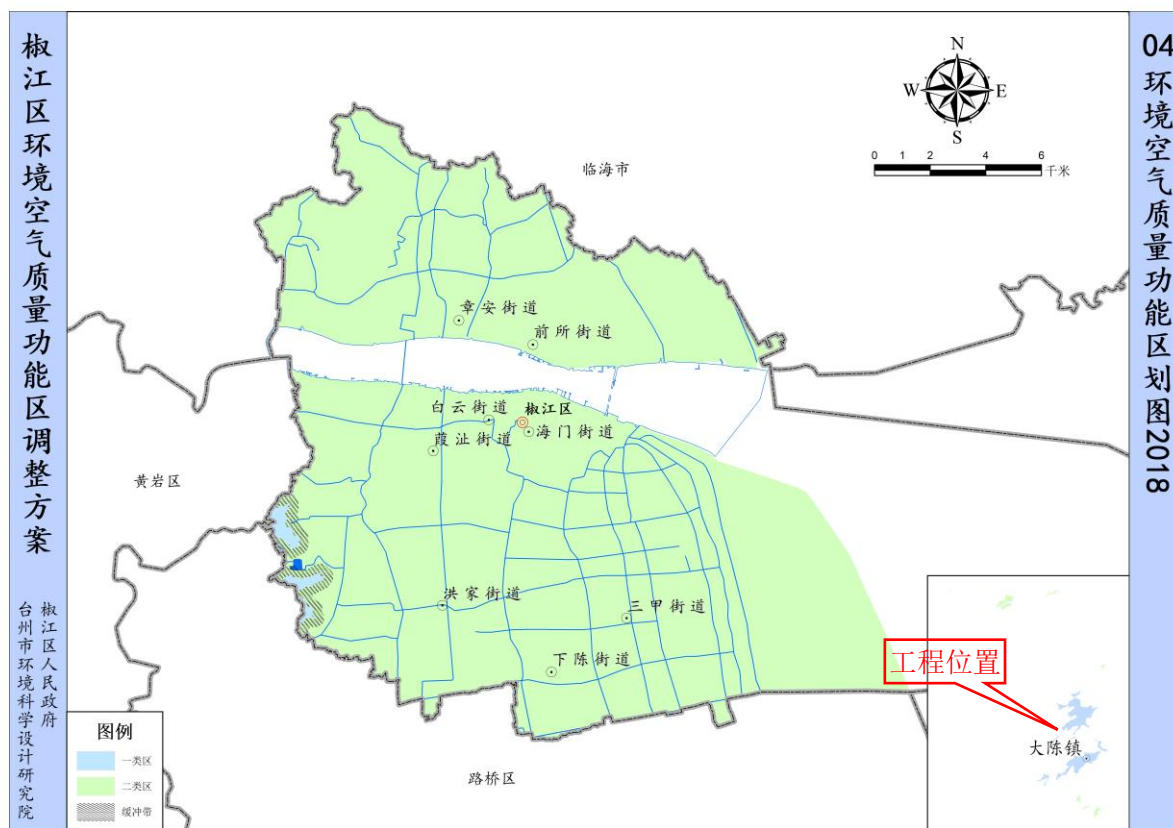 椒江区环境空气质量功能区调整方案
椒江区人民政府
台州市环境科学设计研究院
04环境空气质量功能区划图2018
N
W
E
S
0 1 2 4 6
千米
临海市
章安街道
前所街道
白云街道
椒江区
海门街道
葭沚街道
黄岩区
洪家街道
三甲街道
下陈街道
路桥区
工程位置
大陈镇
图例
一类区
二类区
缓冲带